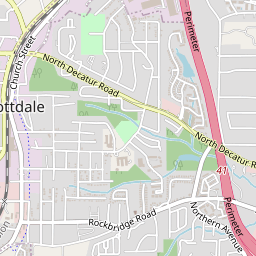 Church Street
Perimeter
North Decatur Road
ottdale
North Decatur R
41
Rockbridge Road
Perimeter
Northern Avenue